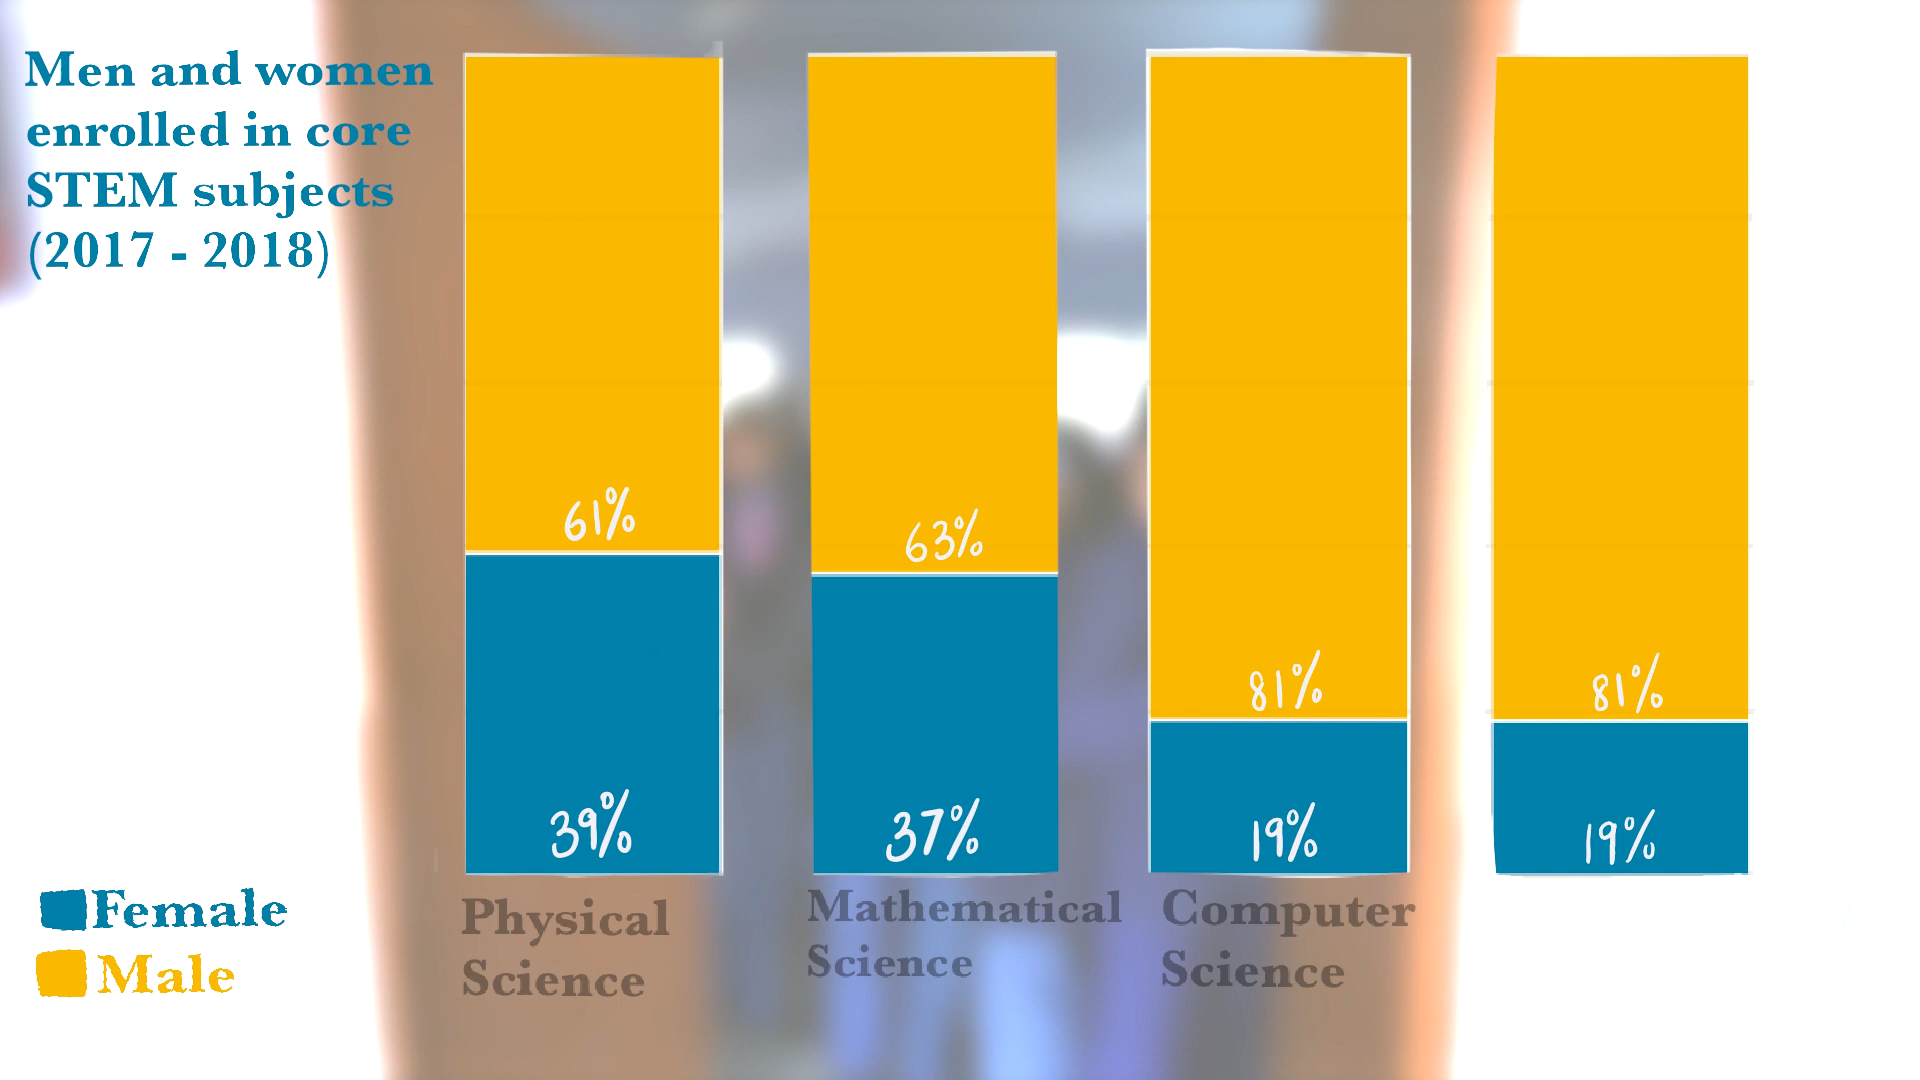 Men and women
enrolled in core
STEM subjects
(2017 - 2018)
61%
63%
81%
81%
39%
37%
19%
19%
Physical
Science
Mathematical
Science
Computer
Science
Female
Male